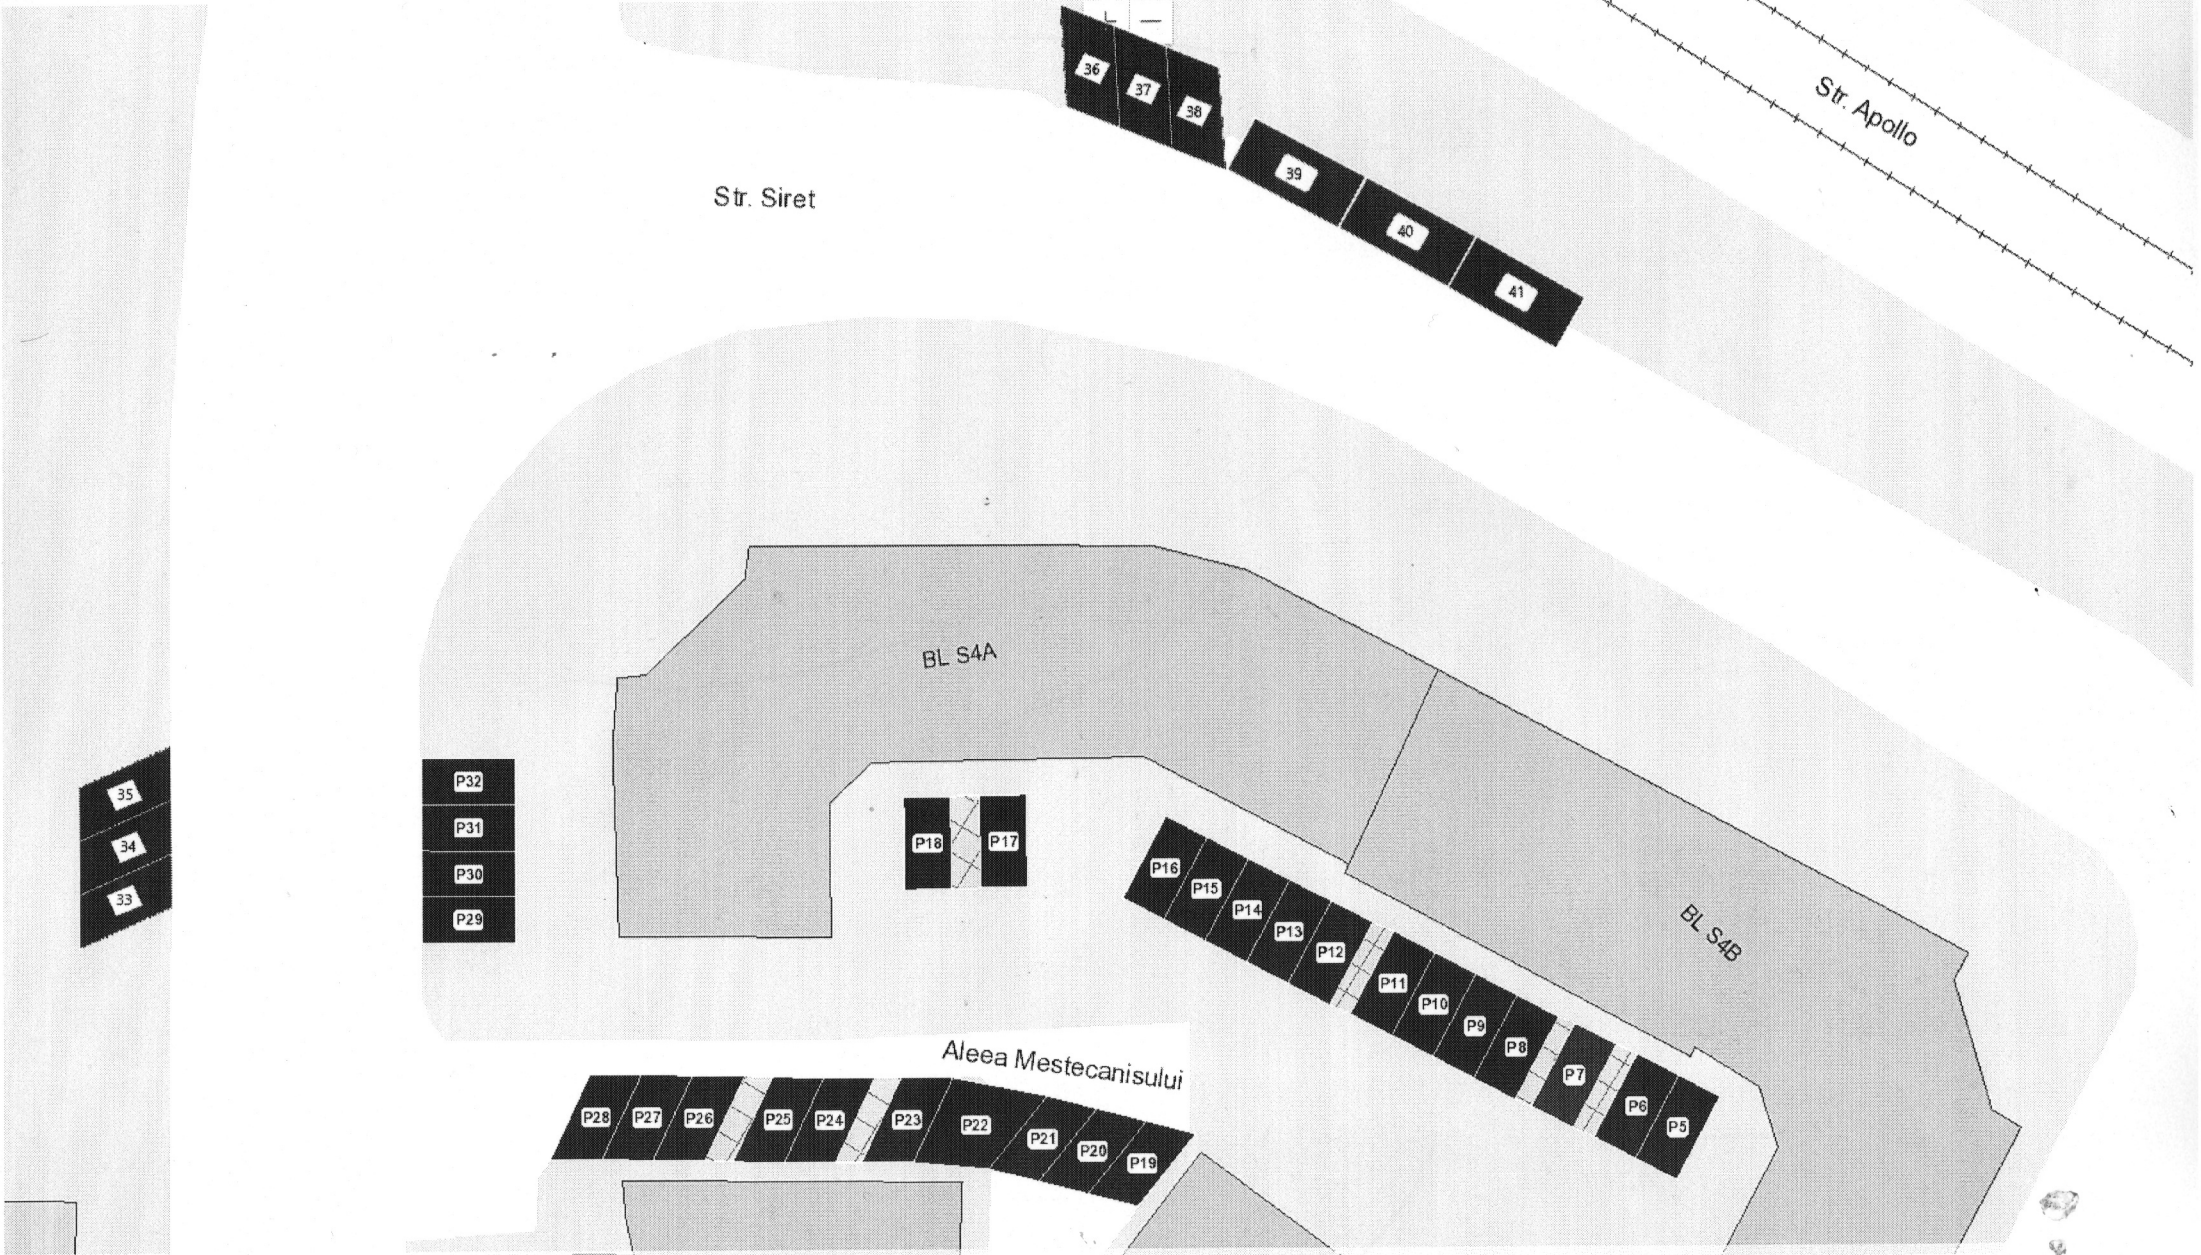 36
37
38
Str. Apollo
39
Str. Siret
40
41
BL S4A
P32
35
P31
34
P18
P17
P30
P16
33
P15
P29
P14
P13
BL S4B
P12
P11
P10
P9
P8
Aleea Mestecanisului
P7
P28
P27
P26
P25
P24
P23
P22
P6
P5
P21
P20
P19